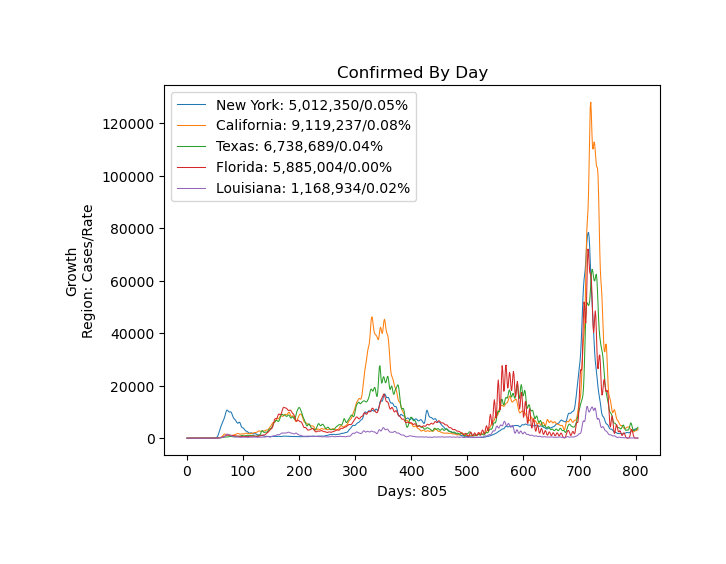 Confirmed By Day
New York: 5,012,350/0.05%
California: 9,119,237/0.08%
Texas: 6,738,689/0.04%
Florida: 5,885,004/0.00%
Louisiana: 1,168,934/0.02%
Growth
Region: Cases/Rate
120000
100000
80000
60000
40000
20000
0
0 100 200 300 400 500 600 700 800
Days: 805